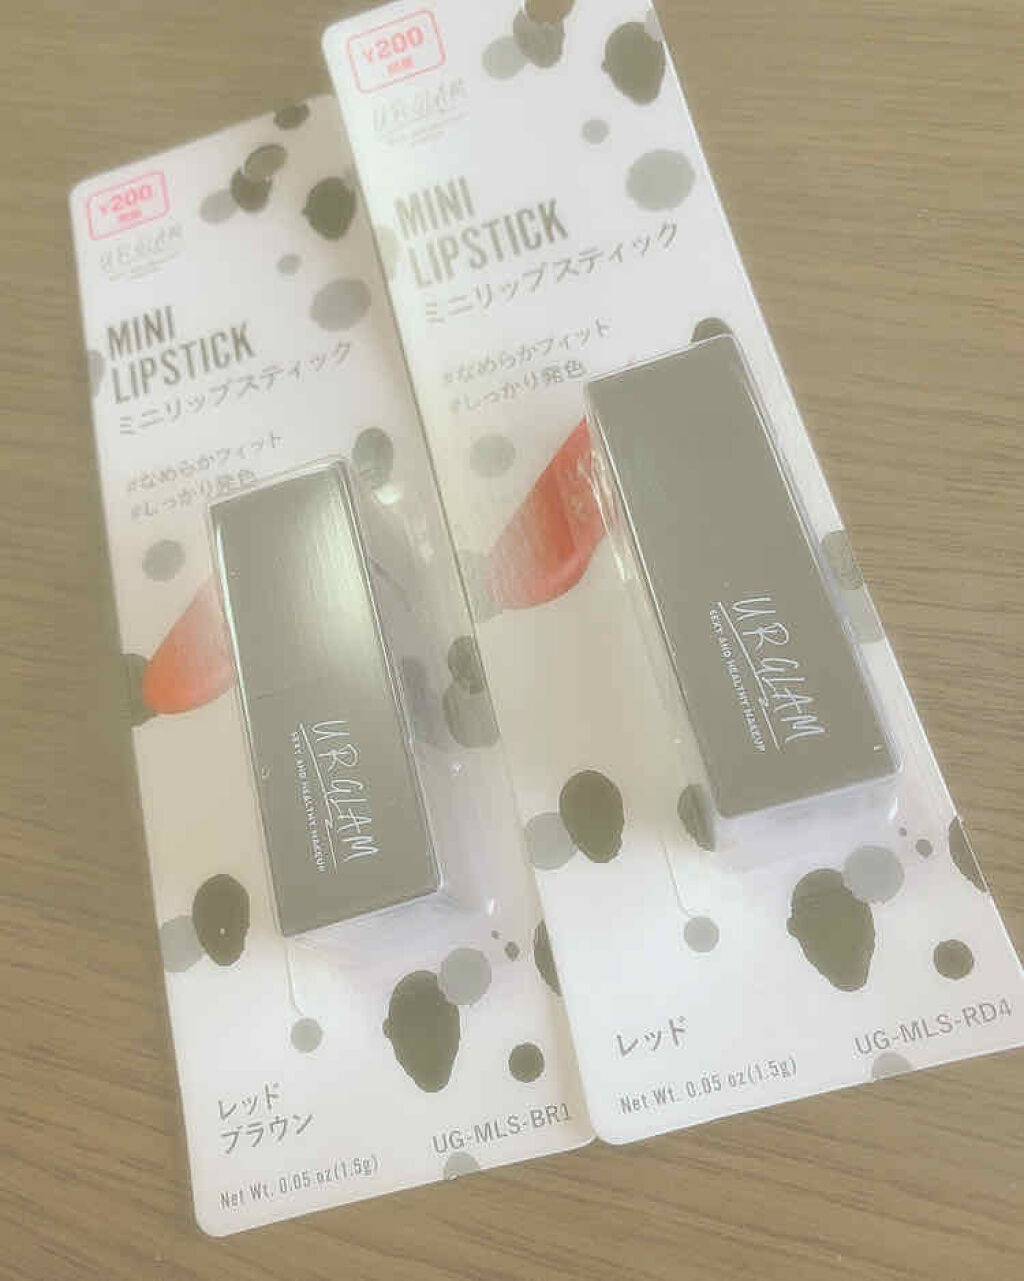 ¥200
URGLAM
MINI
LIPSTICK
ミニリップスティック
#なめらかフィット
#しっかり発色
URGLAM
SEXY AND HEALTHY MAKEUP
レッド
ブラウン
UG-MLS-BR1
Net Wt. 0.05 oz(1.5g)
¥200
URGLAM
MINI
LIPSTICK
ミニリップスティック
#なめらかフィット
#しっかり発色
URGLAM
SEXY AND HEALTHY MAKEUP
レッド
UG-MLS-RD4
Net Wt. 0.05 oz(1.5g)